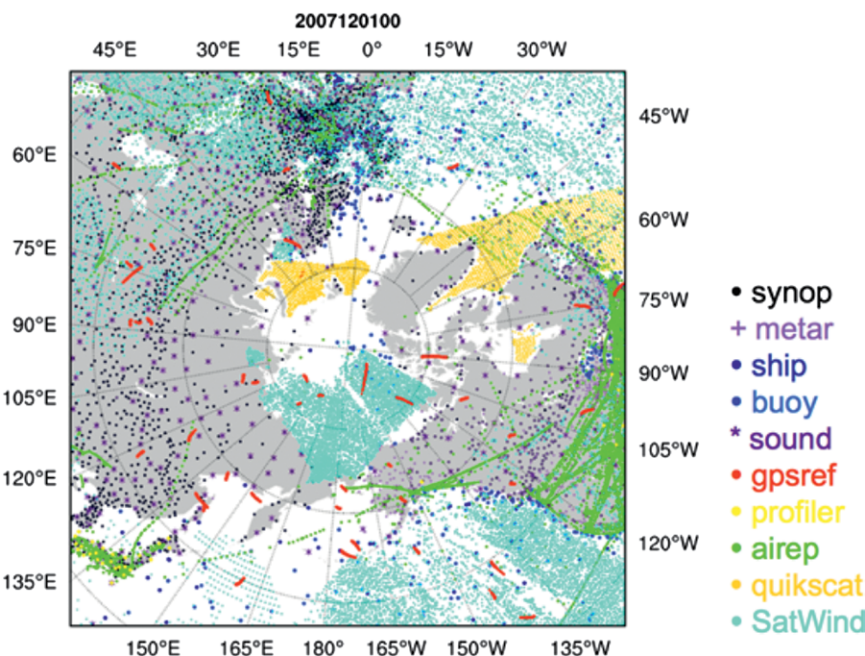 2007120100
45°E 30°E 15°E 0° 15°W 30°W
45°W
60°E
60°W
75°E
75°W
90°E
90°W
105°E
105°W
120°E
120°W
135°E
150°E 165°E 180° 165°W 150°W 135°W
• synop
+ metar
• ship
• buoy
* sound
• gpsref
• profiler
• airep
• quikscat
• SatWind